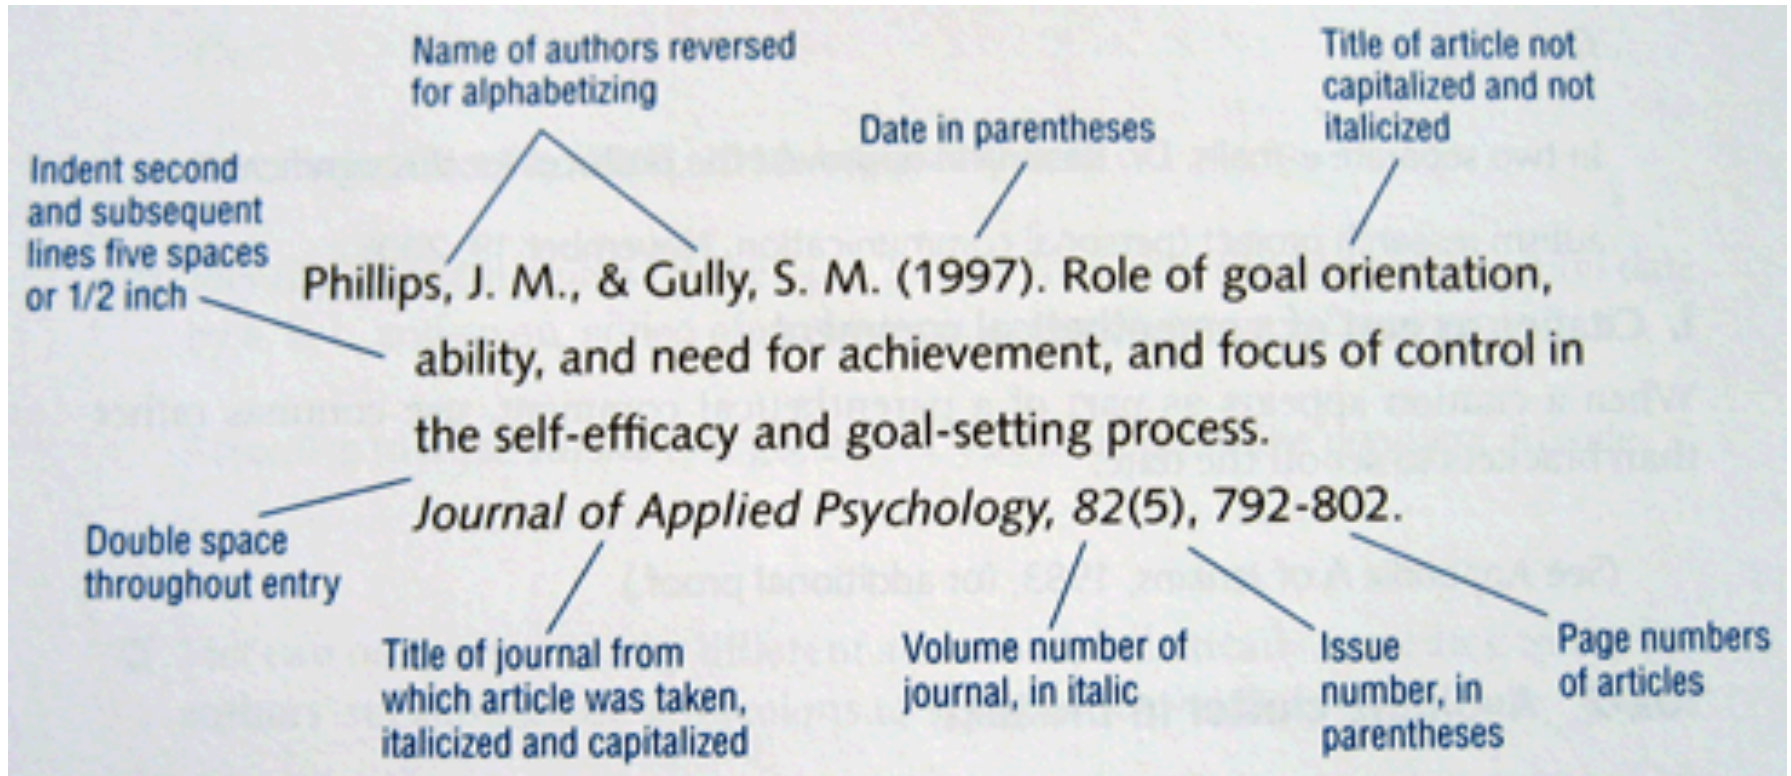 Name of authors reversed
for alphabetizing
Title of article not
capitalized and not
italicized
Date in parentheses
Indent second
and subsequent
lines five spaces
or 1/2 inch
Phillips, J. M., & Gully, S. M. (1997). Role of goal orientation,
ability, and need for achievement, and focus of control in
the self-efficacy and goal-setting process.
Journal of Applied Psychology, 82(5), 792-802.
Double space
throughout entry
Title of journal from
which article was taken,
italicized and capitalized
Volume number of
journal, in italic
Issue
number, in
parentheses
Page numbers
of articles